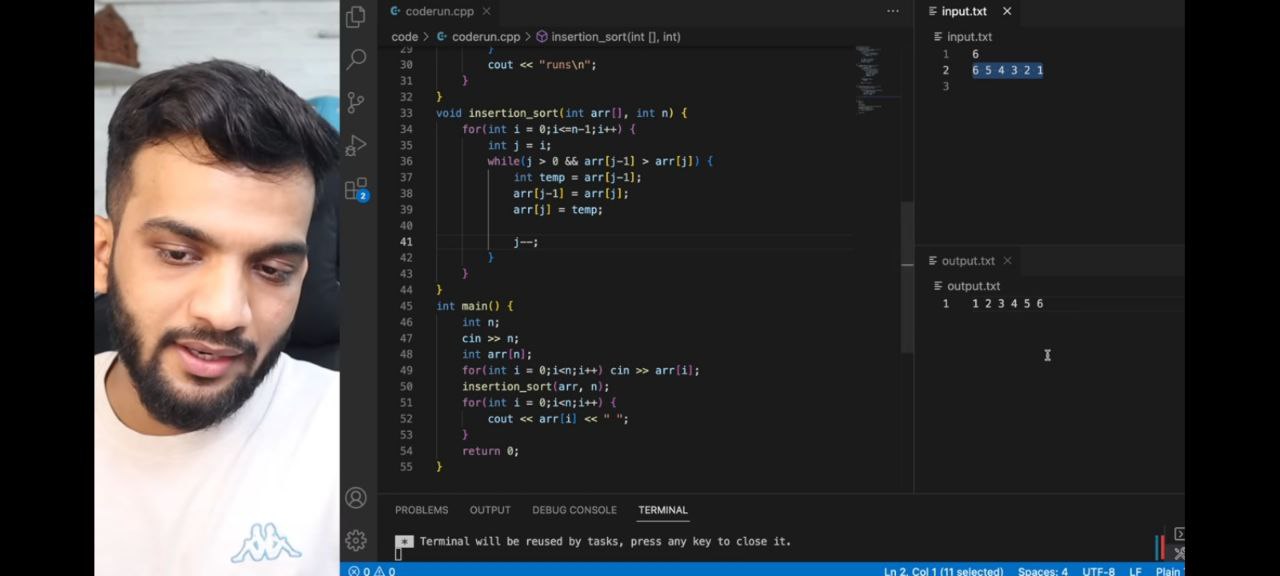 coderun.cpp
code > coderun.cpp > insertion_sort(int [], int)
29 }
30 cout << "runs\n";
31 }
32 }
33 void insertion_sort(int arr[], int n) {
34 for(int i = 0;i<=n-1;i++) {
35 int j = i;
36 while(j > 0 && arr[j-1] > arr[j]) {
37 int temp = arr[j-1];
38 arr[j-1] = arr[j];
39 arr[j] = temp;
40
41 j--;
42 }
43 }
44 }
45 int main() {
46 int n;
47 cin >> n;
48 int arr[n];
49 for(int i = 0;i<n;i++) cin >> arr[i];
50 insertion_sort(arr, n);
51 for(int i = 0;i<n;i++) {
52 cout << arr[i] << " ";
53 }
54 return 0;
55 }
input.txt
input.txt
1 6
2 6 5 4 3 2 1
3
output.txt
output.txt
1 1 2 3 4 5 6
2
PROBLEMS OUTPUT DEBUG CONSOLE TERMINAL
* Terminal will be reused by tasks, press any key to close it.
0 0 Ln 2, Col 1 (11 selected) Spaces: 4 UTF-8 LF Plain